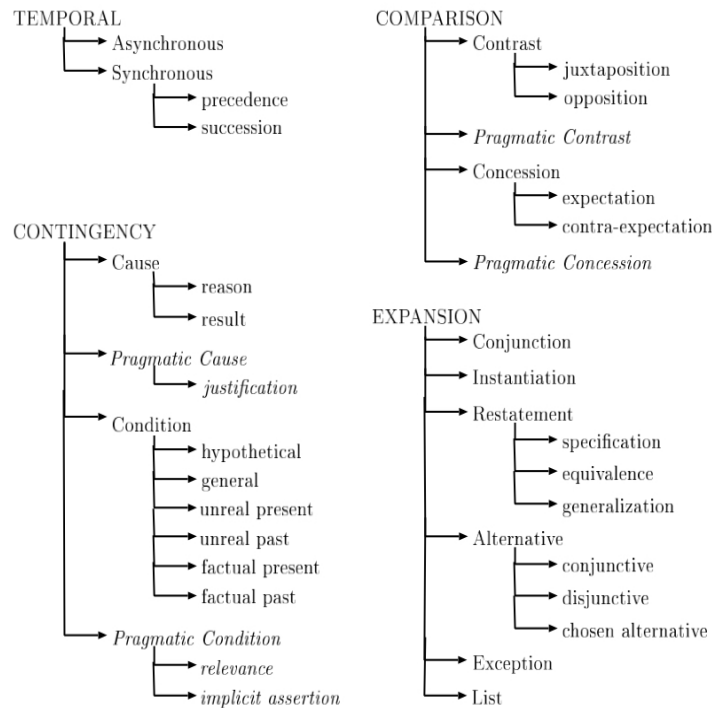 TEMPORAL
Asynchronous
Synchronous
precedence
succession
CONTINGENCY
Cause
reason
result
Pragmatic Cause
justification
Condition
hypothetical
general
unreal present
unreal past
factual present
factual past
Pragmatic Condition
relevance
implicit assertion
COMPARISON
Contrast
juxtaposition
opposition
Pragmatic Contrast
Concession
expectation
contra-expectation
Pragmatic Concession
EXPANSION
Conjunction
Instantiation
Restatement
specification
equivalence
generalization
Alternative
conjunctive
disjunctive
chosen alternative
Exception
List